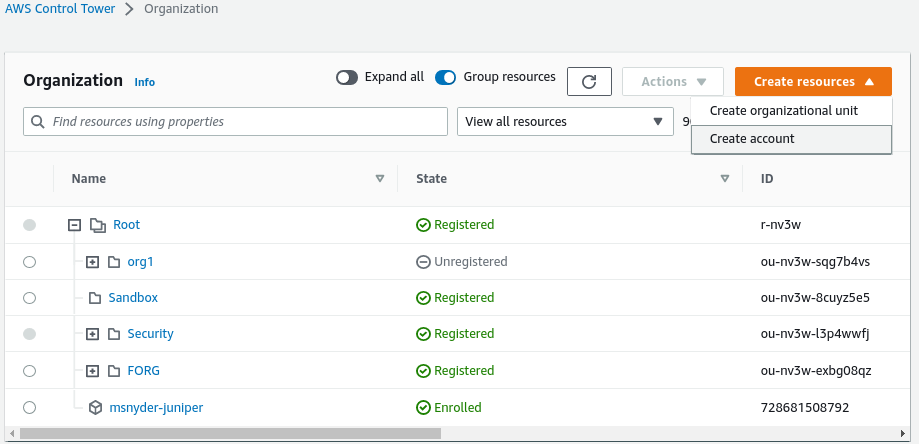 AWS Control Tower > Organization
Organization Info Expand all Group resources Actions Create resources
Find resources using properties View all resources
Create organizational unit
Create account
Name State ID
Root Registered r-nv3w
org1 Unregistered ou-nv3w-sqg7b4vs
Sandbox Registered ou-nv3w-8cuyz5e5
Security Registered ou-nv3w-l3p4wwfj
FORG Registered ou-nv3w-exbg08qz
msnyder-juniper Enrolled 728681508792